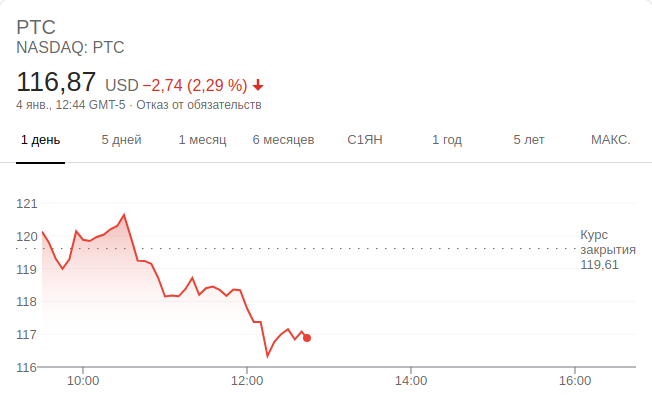 PTC
NASDAQ: PTC
116,87 USD −2,74 (2,29 %)
4 янв., 12:44 GMT-5 · Отказ от обязательств
1 день 5 дней 1 месяц 6 месяцев С1ЯН 1 год 5 лет МАКС.
121
120
119
118
117
116
Курс
закрытия
119,61
10:00 12:00 14:00 16:00